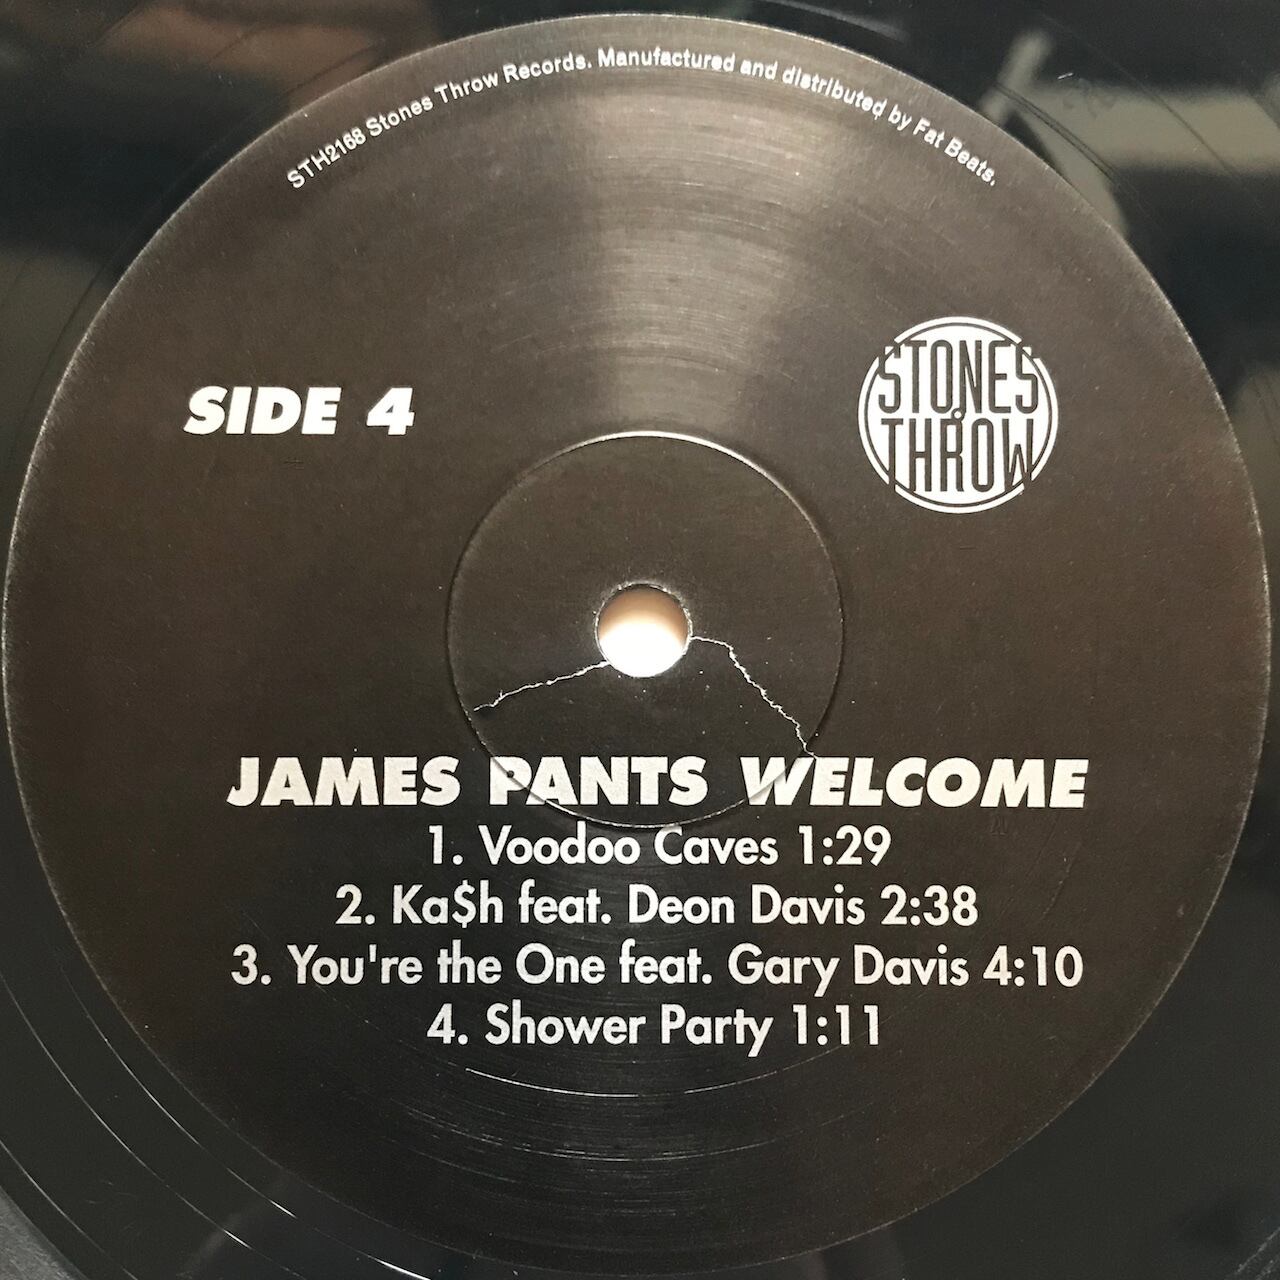 STH2168 Stones Throw Records. Manufactured and distributed by Fat Beats.
SIDE 4
STONES
THROW
JAMES PANTS WELCOME
1. Voodoo Caves 1:29
2. Ka$h feat. Deon Davis 2:38
3. You're the One feat. Gary Davis 4:10
4. Shower Party 1:11